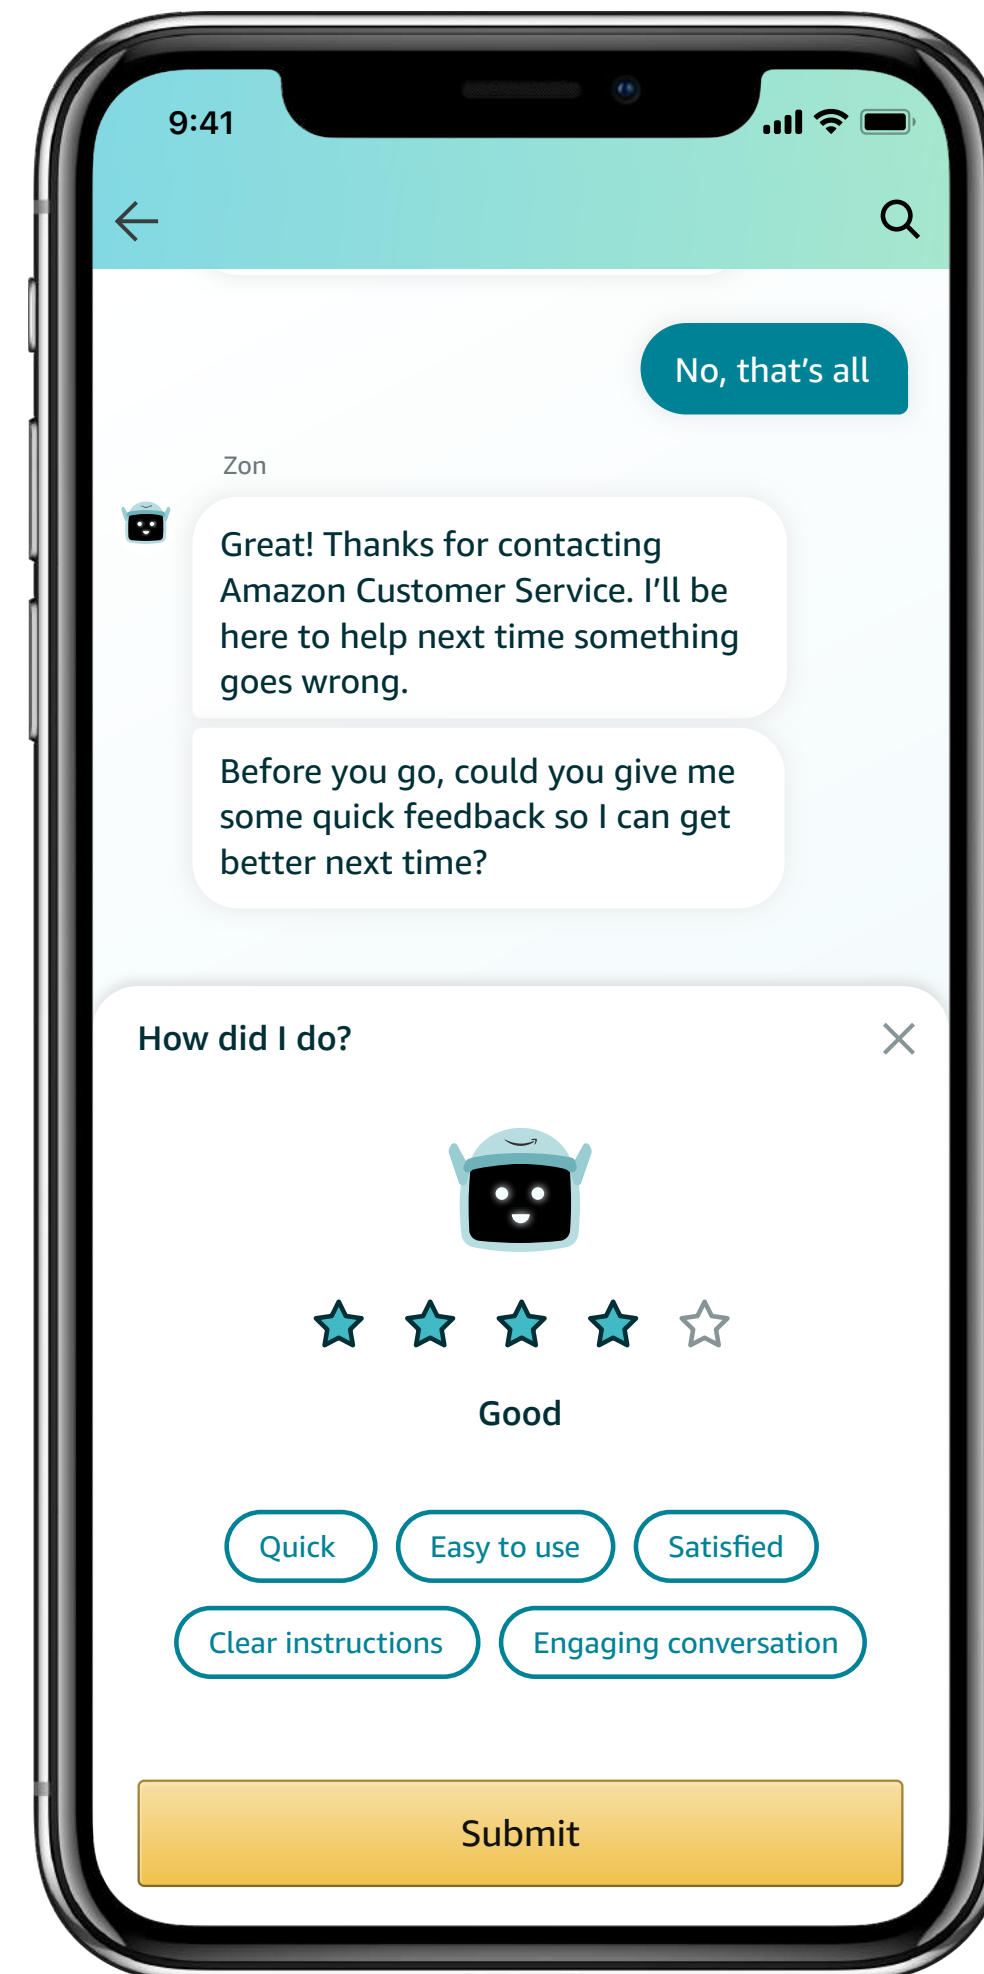 9:41
No, that’s all
Zon
Great! Thanks for contacting
Amazon Customer Service. I’ll be
here to help next time something
goes wrong.
Before you go, could you give me
some quick feedback so I can get
better next time?
How did I do?
Good
Quick
Easy to use
Satisfied
Clear instructions
Engaging conversation
Submit